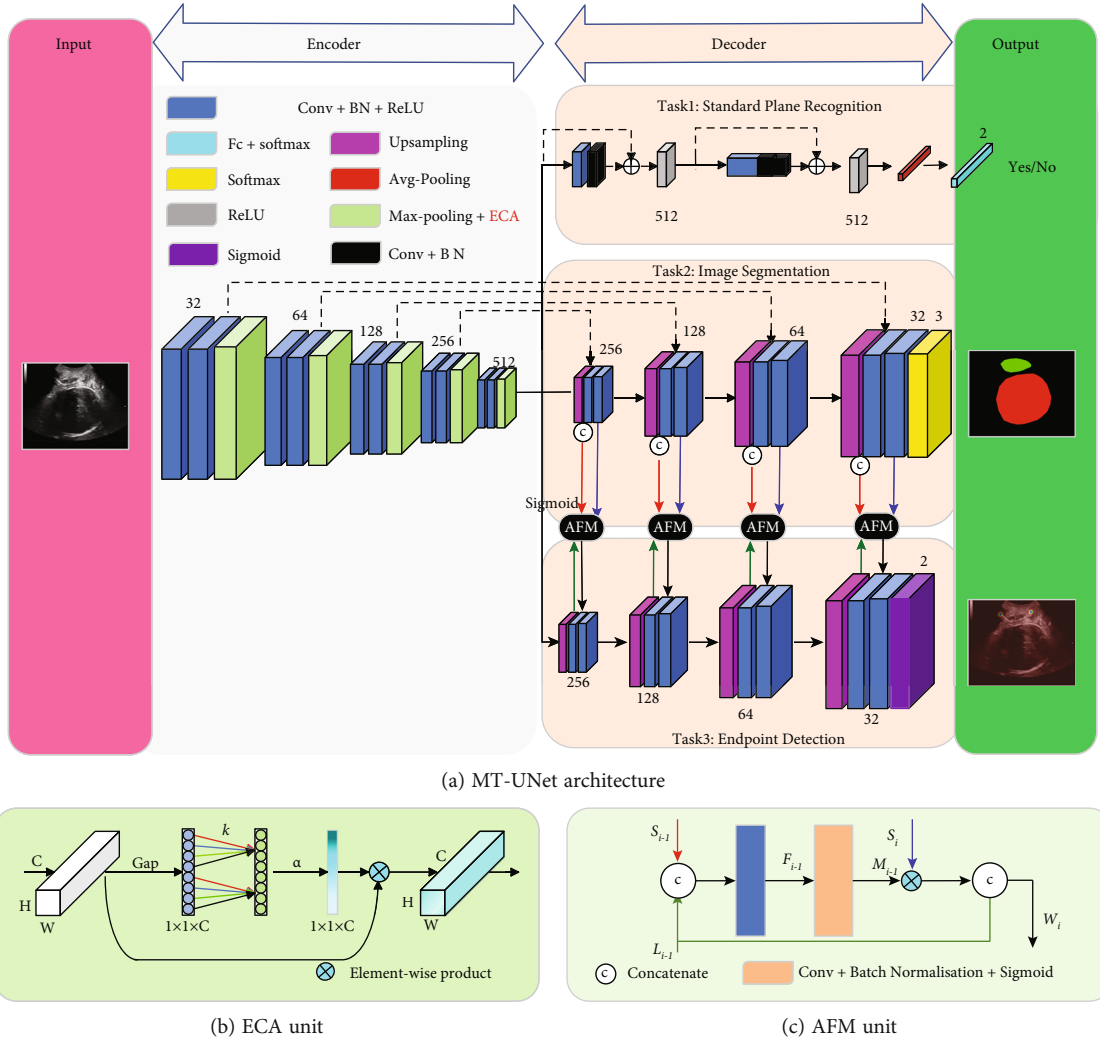 Input
Encoder
Decoder
Output
Conv + BN + ReLU
Fc + softmax
Upsampling
Softmax
Avg-Pooling
ReLU
Max-pooling + ECA
Sigmoid
Conv + B N
Task1: Standard Plane Recognition
512
512
2
Yes/No
Task2: Image Segmentation
32
64
128
256
512
256
128
64
32
3
c
c
c
c
Sigmoid
AFM
AFM
AFM
AFM
256
128
64
32
2
Task3: Endpoint Detection
(a) MT-UNet architecture
C
H
W
Gap
k
1×1×C
α
1×1×C
C
H
W
Element-wise product
(b) ECA unit
S_{i-1}
c
F_{i-1}
M_{i-1}
S_i
c
W_i
L_{i-1}
c
Concatenate
Conv + Batch Normalisation + Sigmoid
(c) AFM unit